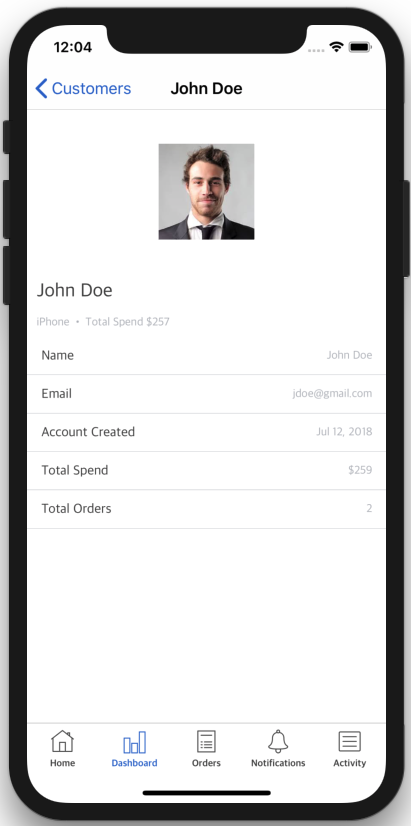 12:04
Customers John Doe
John Doe
iPhone • Total Spend $257
Name John Doe
Email jdoe@gmail.com
Account Created Jul 12, 2018
Total Spend $259
Total Orders 2
Home Dashboard Orders Notifications Activity